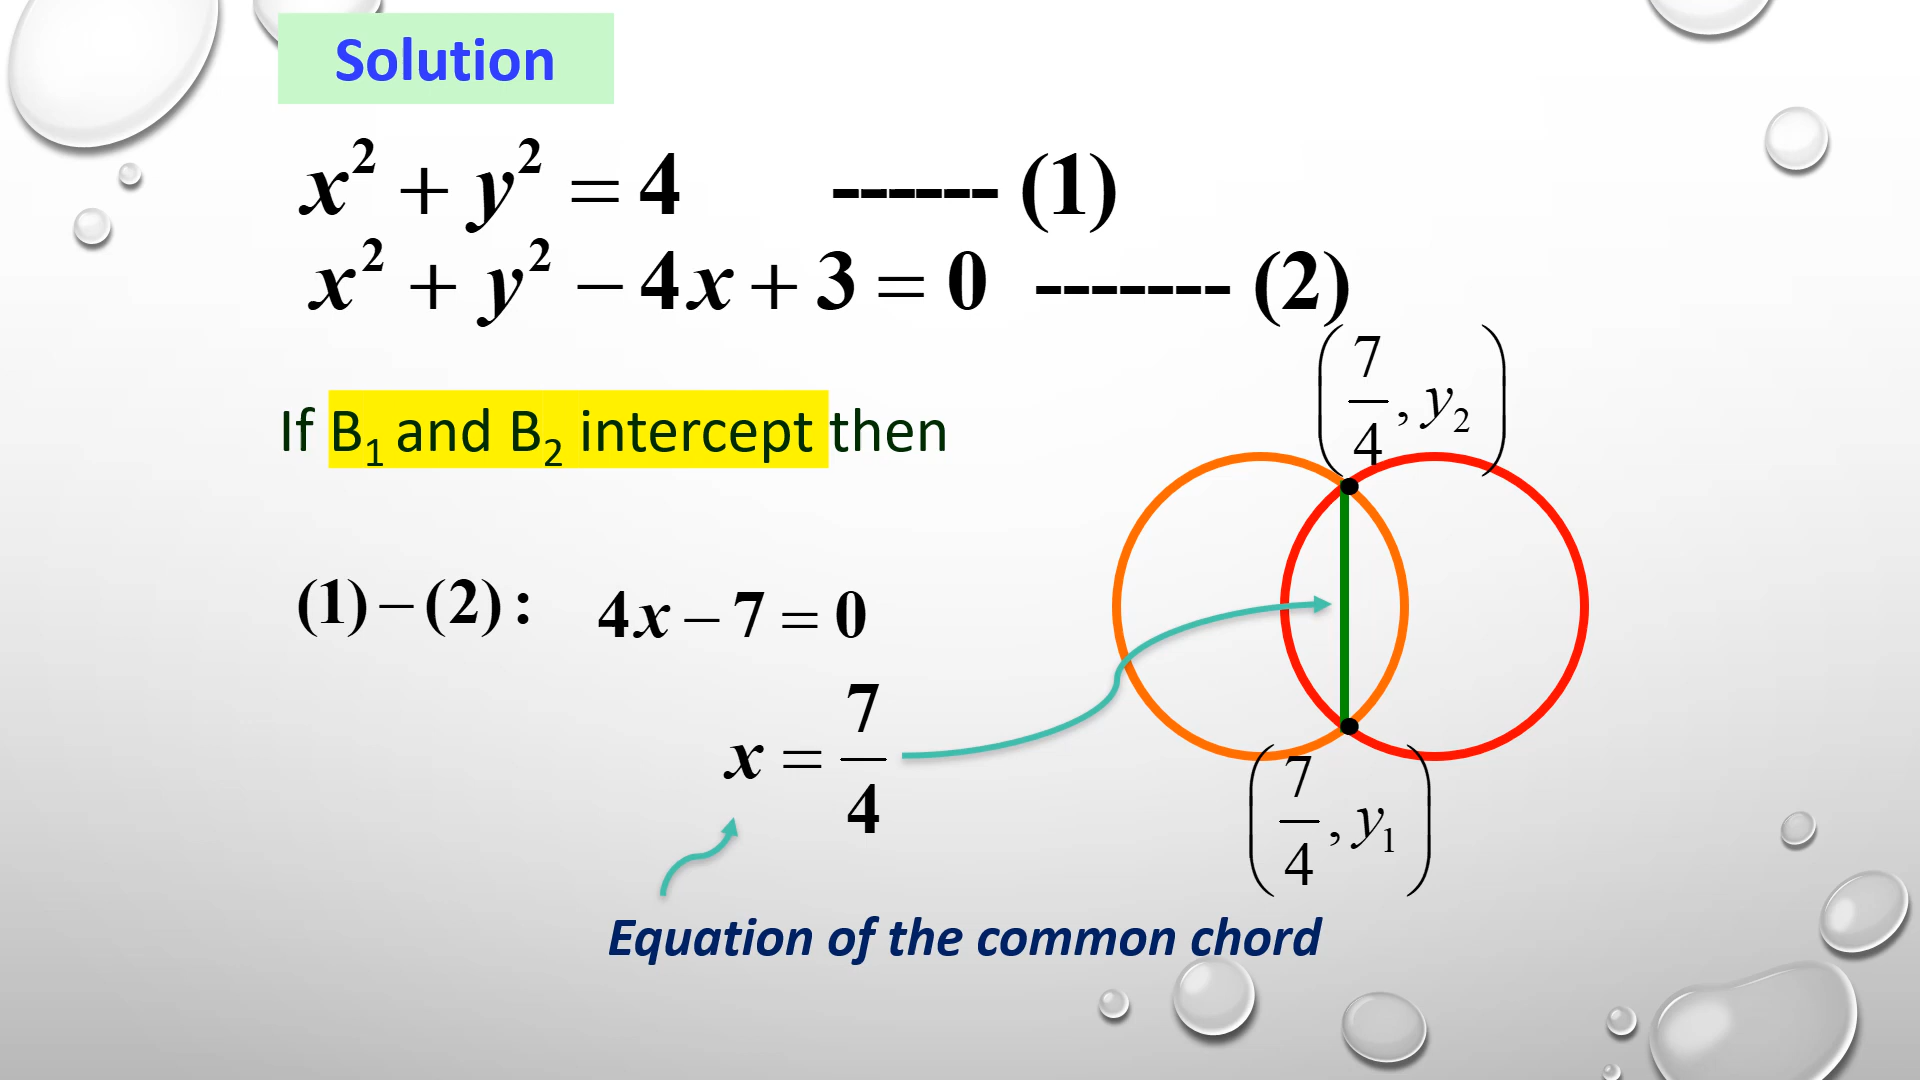 Solution
x² + y² = 4 ------ (1)
x² + y² − 4x + 3 = 0 ------- (2)
(7/4, y₂)
If B₁ and B₂ intercept then
(1) − (2) : 4x − 7 = 0
x = 7/4
(7/4, y₁)
Equation of the common chord